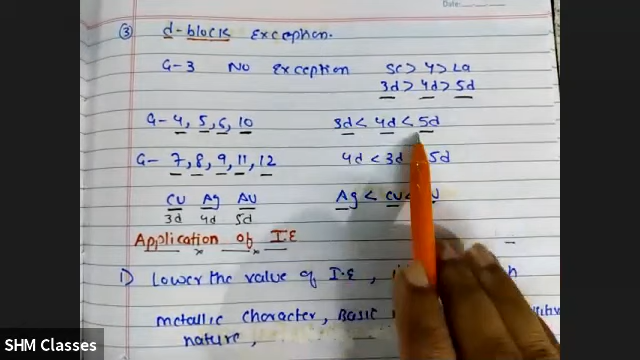 Date:
③ d-block exception.
G-3 No Exception Sc > Y > La
3d > 4d > 5d
G- 4, 5, 6, 10 3d < 4d < 5d
G- 7, 8, 9, 11, 12 4d < 3d 5d
Cu Ag Au Ag < Cu <
3d 4d 5d
Application of I.E
1) Lower the value of I.E,
metallic character, Basic
nature,
SHM Classes